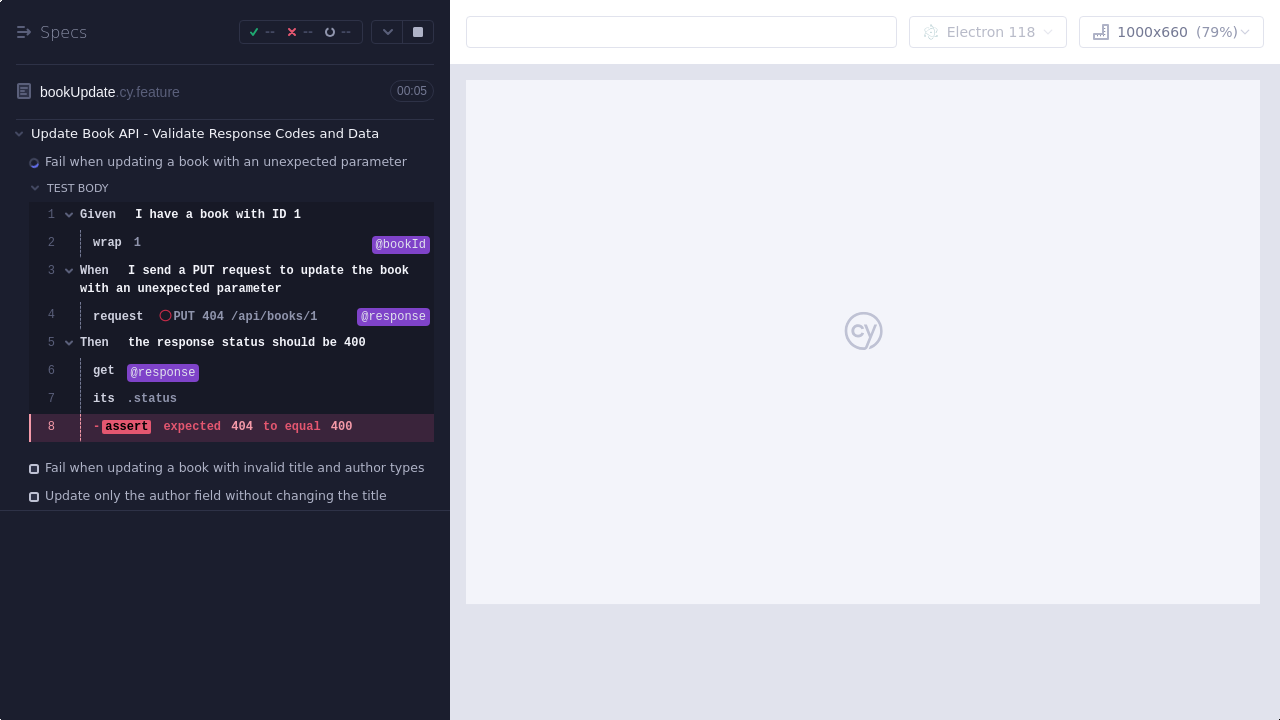 Specs -- -- --
Electron 118
1000x660 (79%)
bookUpdate.cy.feature 00:05
Update Book API - Validate Response Codes and Data
Fail when updating a book with an unexpected parameter
TEST BODY
1 Given I have a book with ID 1
2 wrap 1 @bookId
3 When I send a PUT request to update the book
with an unexpected parameter
4 request PUT 404 /api/books/1 @response
5 Then the response status should be 400
6 get @response
7 its .status
8 -assert expected 404 to equal 400
Fail when updating a book with invalid title and author types
Update only the author field without changing the title
cy